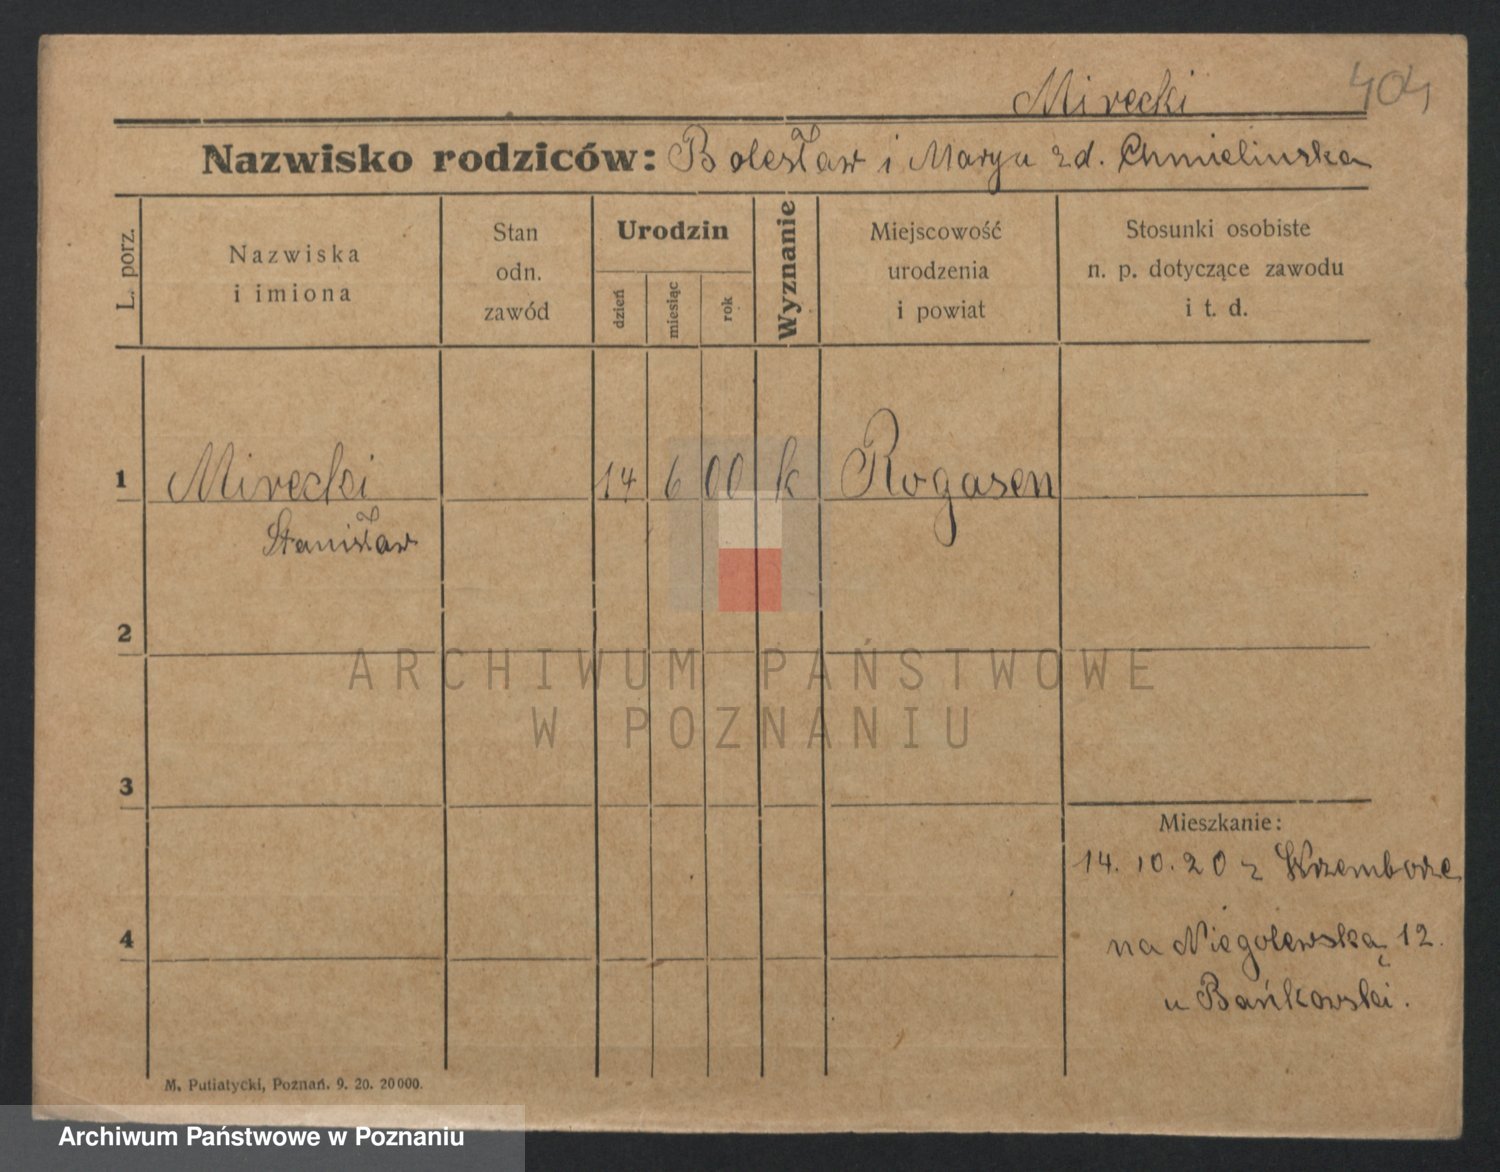 Mirecki
404
Nazwisko rodziców: Bolesław i Marya zd. Chmielinska
L. porz.
Nazwiska
i imiona
Stan
odn.
zawód
Urodzin
dzień
miesiąc
rok
Wyznanie
Miejscowość
urodzenia
i powiat
Stosunki osobiste
n. p. dotyczące zawodu
i t. d.
1 Mirecki 14 6 00 k Rogasen
Stanisław
2
ARCHIWUM PAŃSTWOWE
W POZNANIU
3
Mieszkanie:
14. 10. 20 z
4
na Niegolewską 12.
u Bańkowski.
M. Putiatycki, Poznań. 9. 20. 20000.
Archiwum Państwowe w Poznaniu